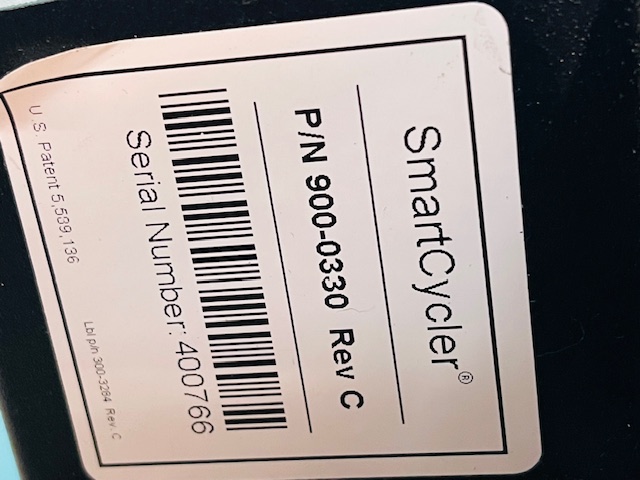 SmartCycler®
P/N 900-0330 Rev C
Serial Number: 400766
U.S. Patent 5,589,136
Lbl p/n 300-3284 Rev. C